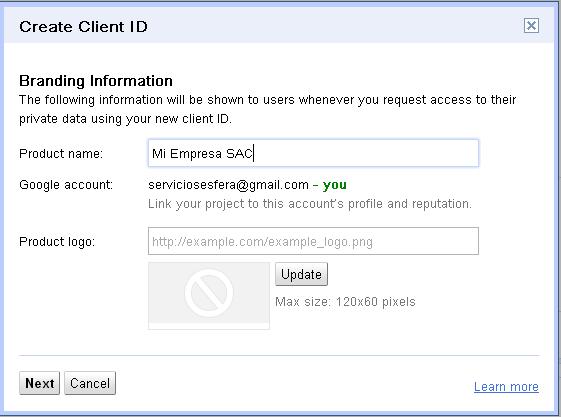 Create Client ID
Branding Information
The following information will be shown to users whenever you request access to their
private data using your new client ID.
Product name: Mi Empresa SAC
Google account: serviciosesfera@gmail.com - you
Link your project to this account's profile and reputation.
Product logo: http://example.com/example_logo.png
Update
Max size: 120x60 pixels
Next Cancel Learn more